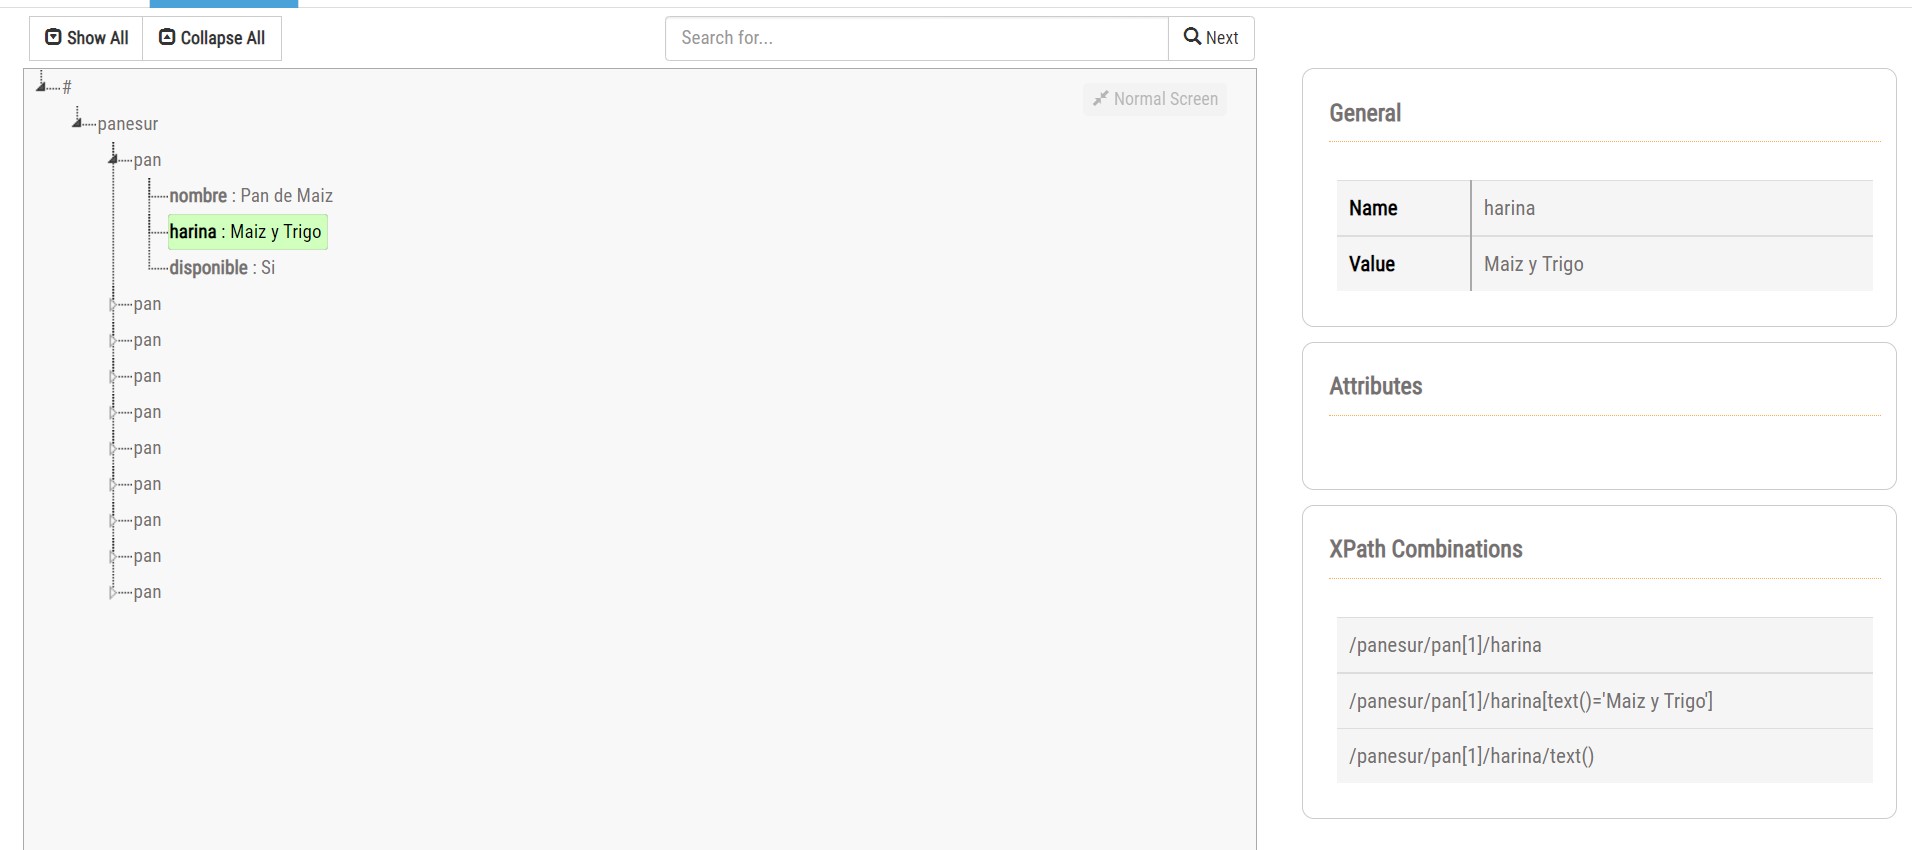 Show All
Collapse All
Search for...
Next
#
Normal Screen
panesur
pan
nombre : Pan de Maiz
harina : Maiz y Trigo
disponible : Si
pan
pan
pan
pan
pan
pan
pan
pan
pan
General
Name harina
Value Maiz y Trigo
Attributes
XPath Combinations
/panesur/pan[1]/harina
/panesur/pan[1]/harina[text()='Maiz y Trigo']
/panesur/pan[1]/harina/text()